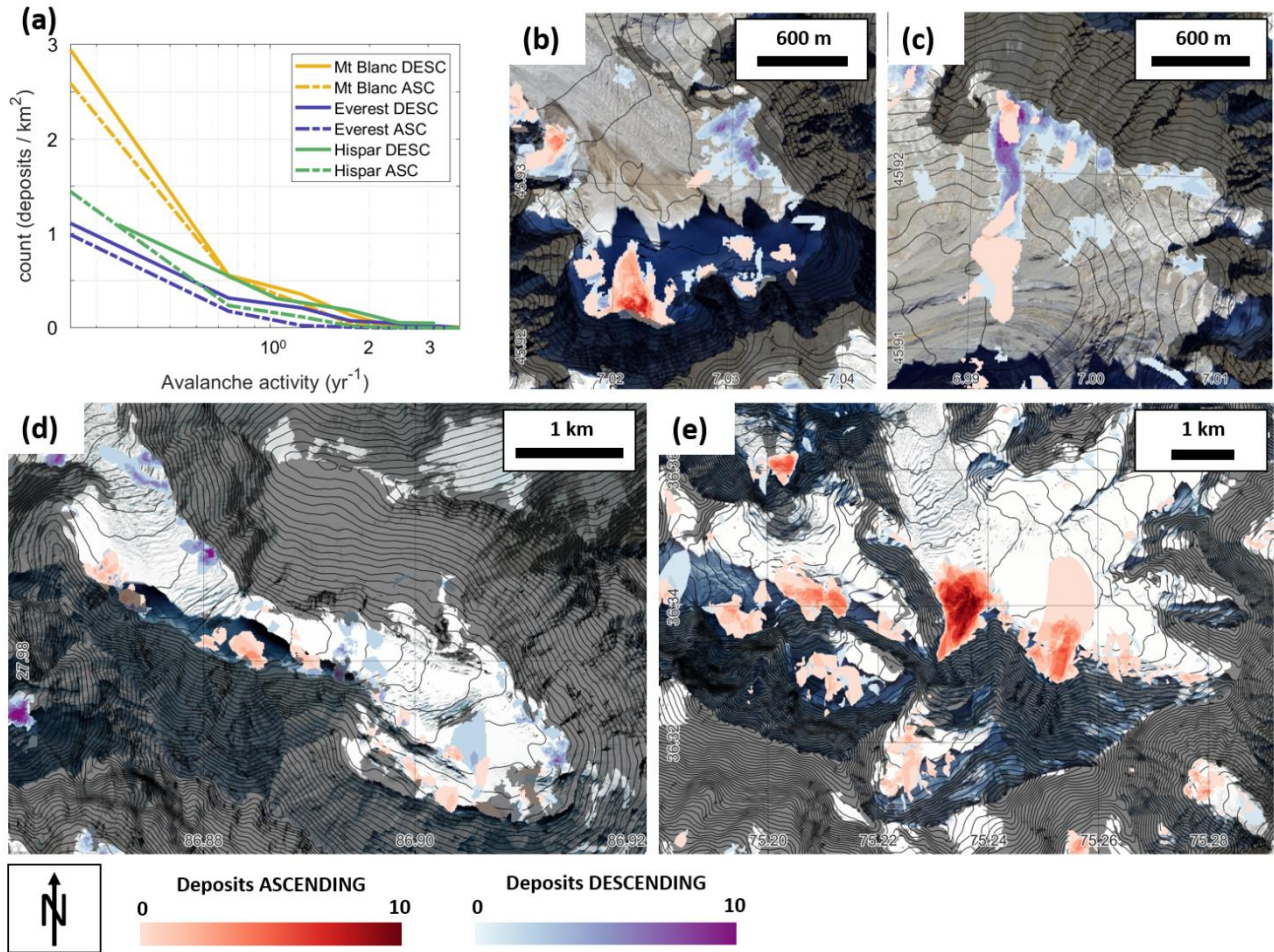 (a)
3
2
1
0
count (deposits / km²)
Mt Blanc DESC
Mt Blanc ASC
Everest DESC
Everest ASC
Hispar DESC
Hispar ASC
10⁰ 2 3
Avalanche activity (yr⁻¹)
(b)
600 m
45.93
45.92
7.02 7.03 7.04
(c)
600 m
45.92
45.91
6.99 7.00 7.01
(d)
1 km
27.98
86.88 86.90 86.92
(e)
1 km
36.36
36.34
36.32
75.20 75.22 75.24 75.26 75.28
N
Deposits ASCENDING
0 10
Deposits DESCENDING
0 10